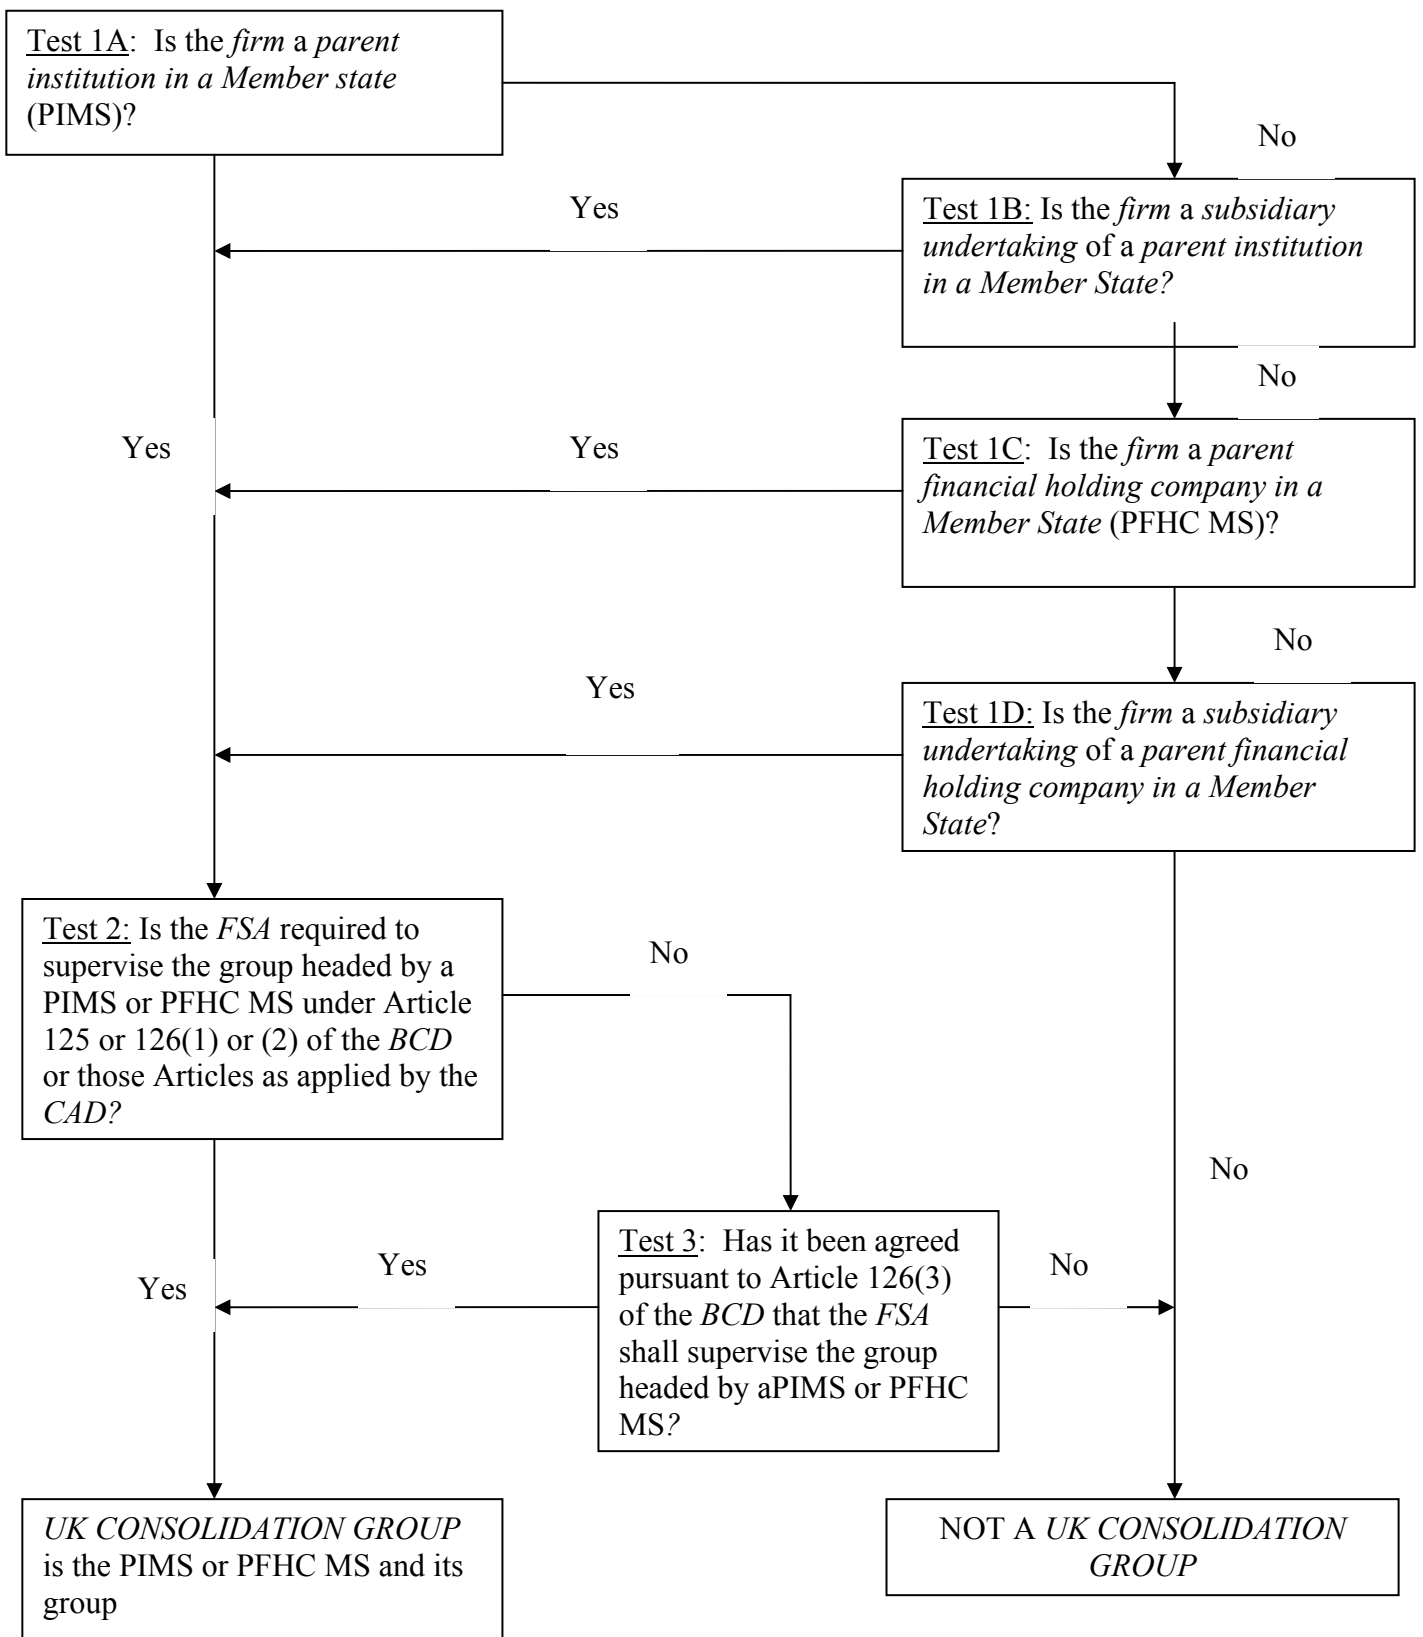 Test 1A: Is the firm a parent
institution in a Member state
(PIMS)?
No
Test 1B: Is the firm a subsidiary
undertaking of a parent institution
in a Member State?
Yes
No
Test 1C: Is the firm a parent
financial holding company in a
Member State (PFHC MS)?
Yes
Yes
No
Test 1D: Is the firm a subsidiary
undertaking of a parent financial
holding company in a Member
State?
Yes
Test 2: Is the FSA required to
supervise the group headed by a
PIMS or PFHC MS under Article
125 or 126(1) or (2) of the BCD
or those Articles as applied by the
CAD?
No
No
Test 3: Has it been agreed
pursuant to Article 126(3)
of the BCD that the FSA
shall supervise the group
headed by aPIMS or PFHC
MS?
Yes
Yes
No
UK CONSOLIDATION GROUP
is the PIMS or PFHC MS and its
group
NOT A UK CONSOLIDATION
GROUP